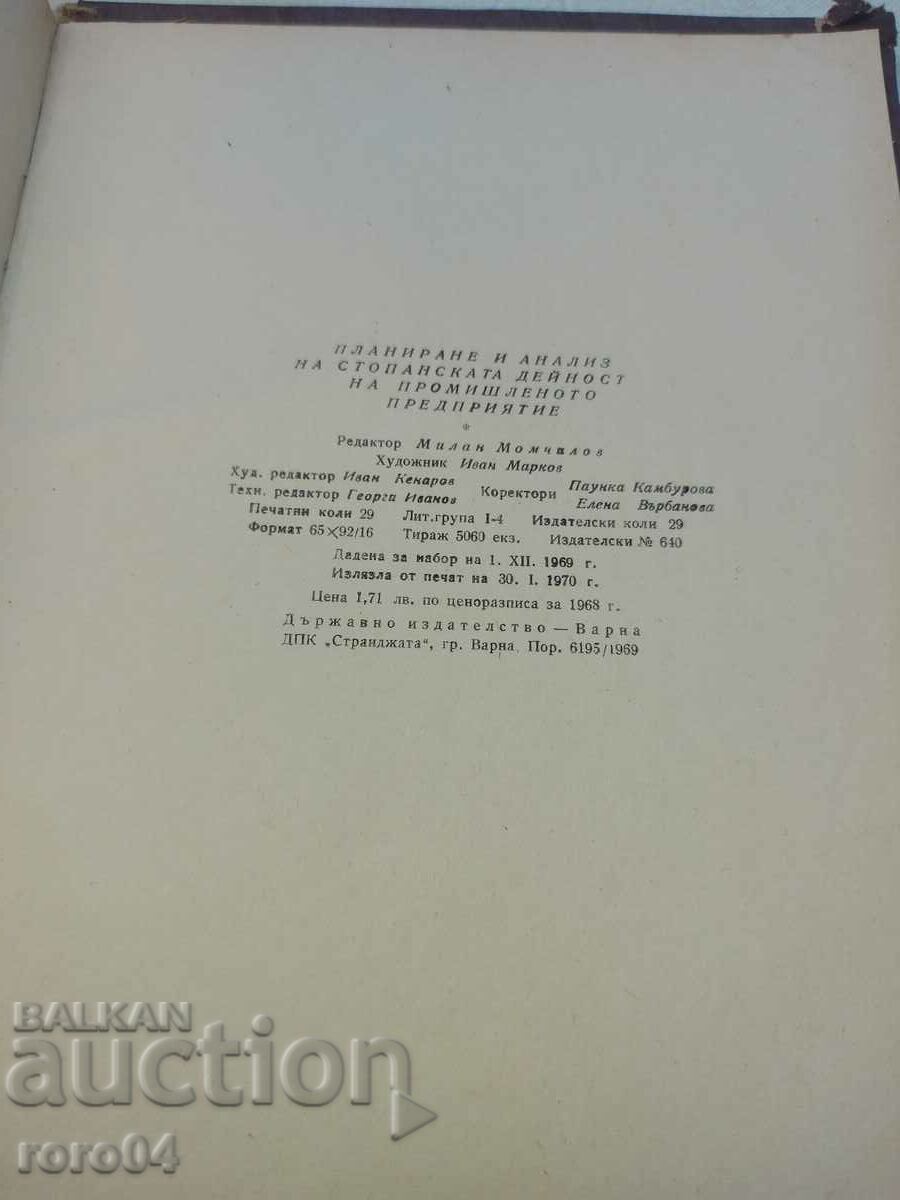 ПЛАНИРАНЕ И АНАЛИЗ
НА СТОПАНСКАТА ДЕЙНОСТ
НА ПРОМИШЛЕНОТО
ПРЕДПРИЯТИЕ
*
Редактор Милан Момчилов
Художник Иван Марков
Худ. редактор Иван Кенаров
Техн. редактор Георги Иванов
Коректори Паунка Камбурова
Елена Върбанова
Печатни коли 29 Лит. група I-4 Издателски коли 29
Формат 65×92/16 Тираж 5060 екз. Издателски № 640
Дадена за набор на 1. XII. 1969 г.
Излязла от печат на 30. I. 1970 г.
Цена 1,71 лв. по ценоразписа за 1968 г.
Държавно издателство — Варна
ДПК „Странджата“, гр. Варна. Пор. 6195/1969
BALKAN
auction
roro04